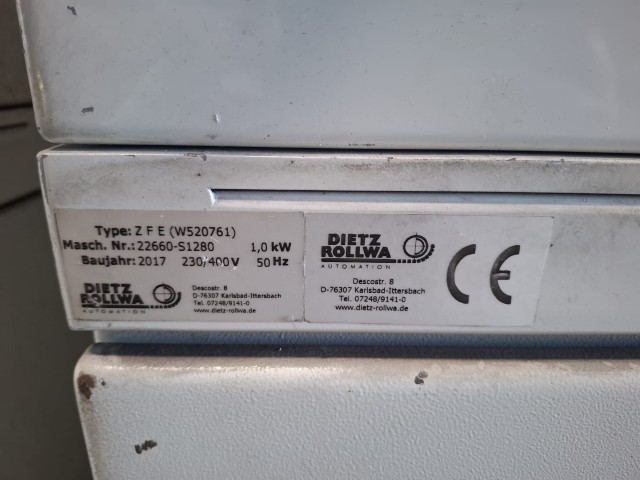 Type: Z F E (W520761)
Masch. Nr.: 22660-S1280 1,0 kW
Baujahr: 2017 230/400 V 50 Hz
DIETZ
ROLLWA
AUTOMATION
Descostr. 8
D-76307 Karlsbad-Ittersbach
Tel. 07248/9141-0
www.dietz-rollwa.de
DIETZ
ROLLWA
AUTOMATION
Descostr. 8
D-76307 Karlsbad-Ittersbach
Tel. 07248/9141-0
www.dietz-rollwa.de
CE